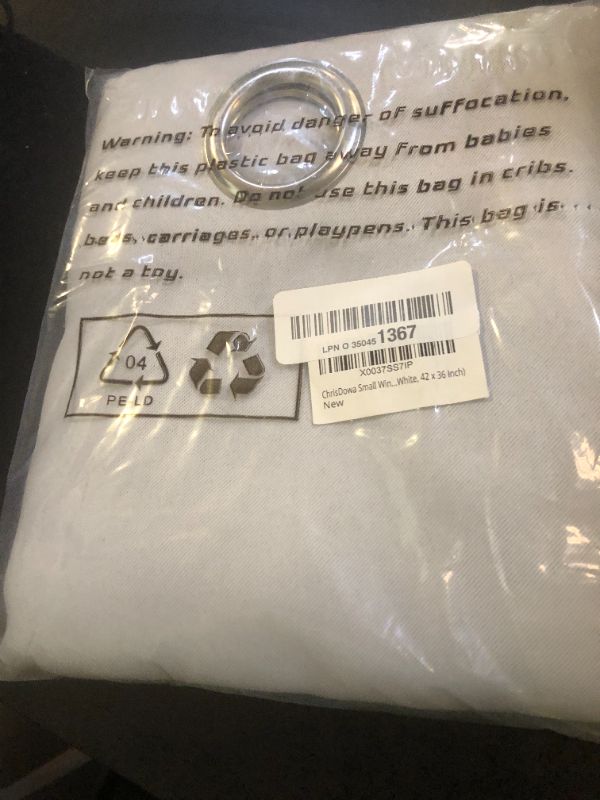 Warning: To avoid danger of suffocation,
keep this plastic bag away from babies
and children. Do not use this bag in cribs.
beds, carriages, or playpens. This bag is
not a toy.
04
PE-LD
LPN O 35045 1367
X0037SS7IP
ChrisDowa Small Win...White, 42 x 36 Inch)
New